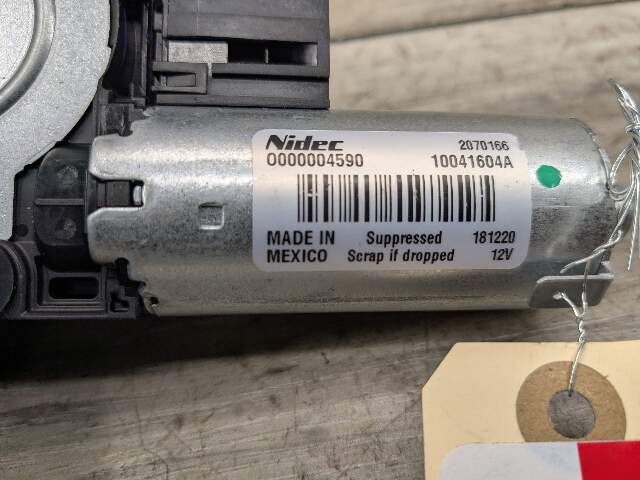 Nidec 2070166
0000004590 10041604A
MADE IN Suppressed 181220
MEXICO Scrap if dropped 12V